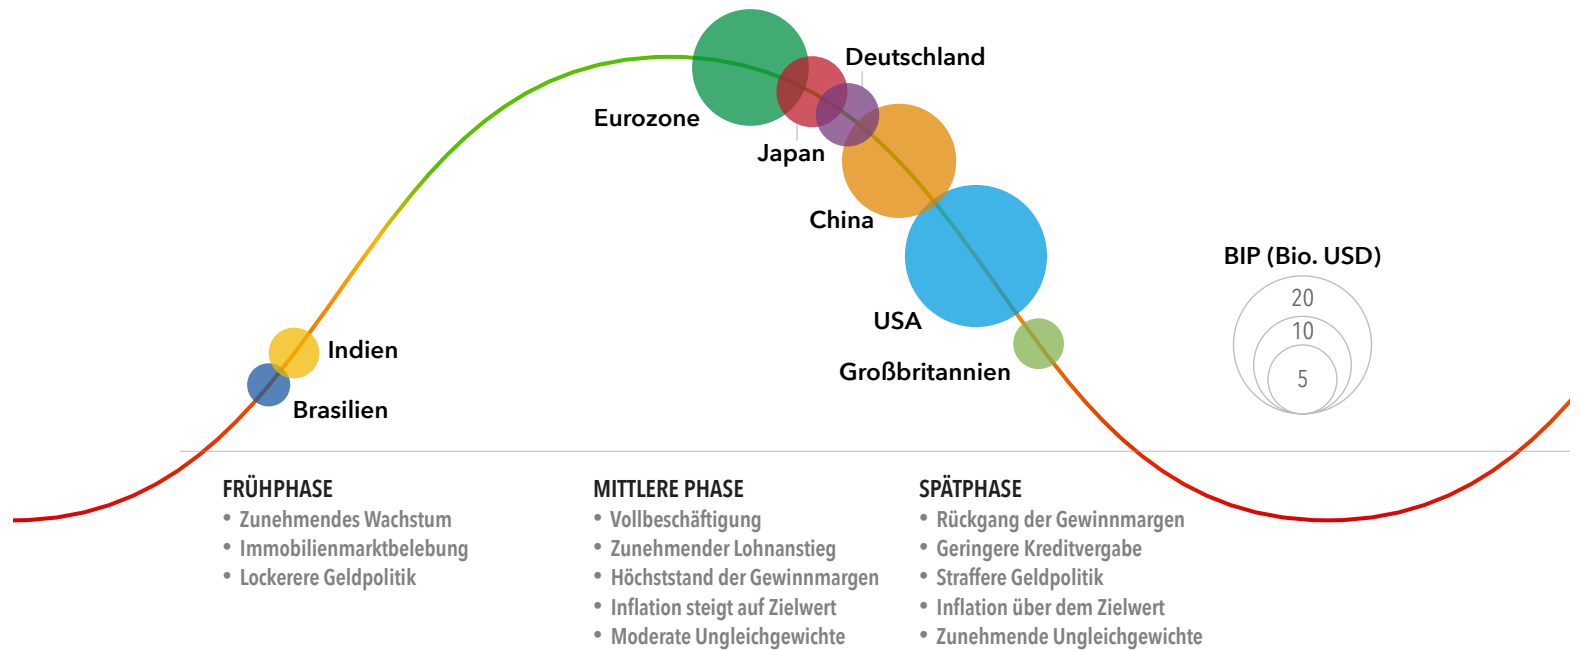 Deutschland
Eurozone
Japan
China
BIP (Bio. USD)
20
10
5
USA
Indien
Großbritannien
Brasilien
FRÜHPHASE
• Zunehmendes Wachstum
• Immobilienmarktbelebung
• Lockerere Geldpolitik
MITTLERE PHASE
• Vollbeschäftigung
• Zunehmender Lohnanstieg
• Höchststand der Gewinnmargen
• Inflation steigt auf Zielwert
• Moderate Ungleichgewichte
SPÄTPHASE
• Rückgang der Gewinnmargen
• Geringere Kreditvergabe
• Straffere Geldpolitik
• Inflation über dem Zielwert
• Zunehmende Ungleichgewichte